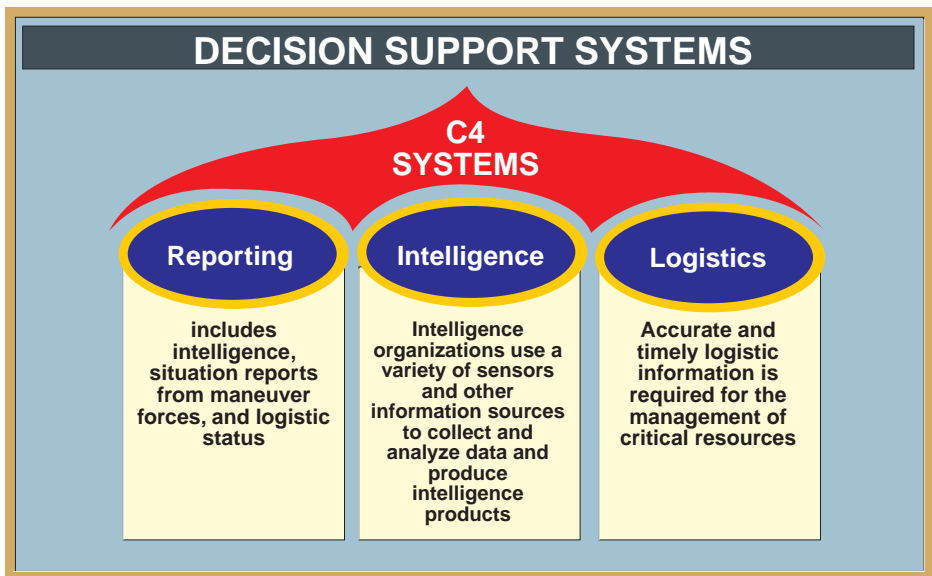 DECISION SUPPORT SYSTEMS
C4
SYSTEMS
Reporting
includes
intelligence,
situation reports
from maneuver
forces, and logistic
status
Intelligence
Intelligence
organizations use a
variety of sensors
and other
information sources
to collect and
analyze data and
produce
intelligence
products
Logistics
Accurate and
timely logistic
information is
required for the
management of
critical resources